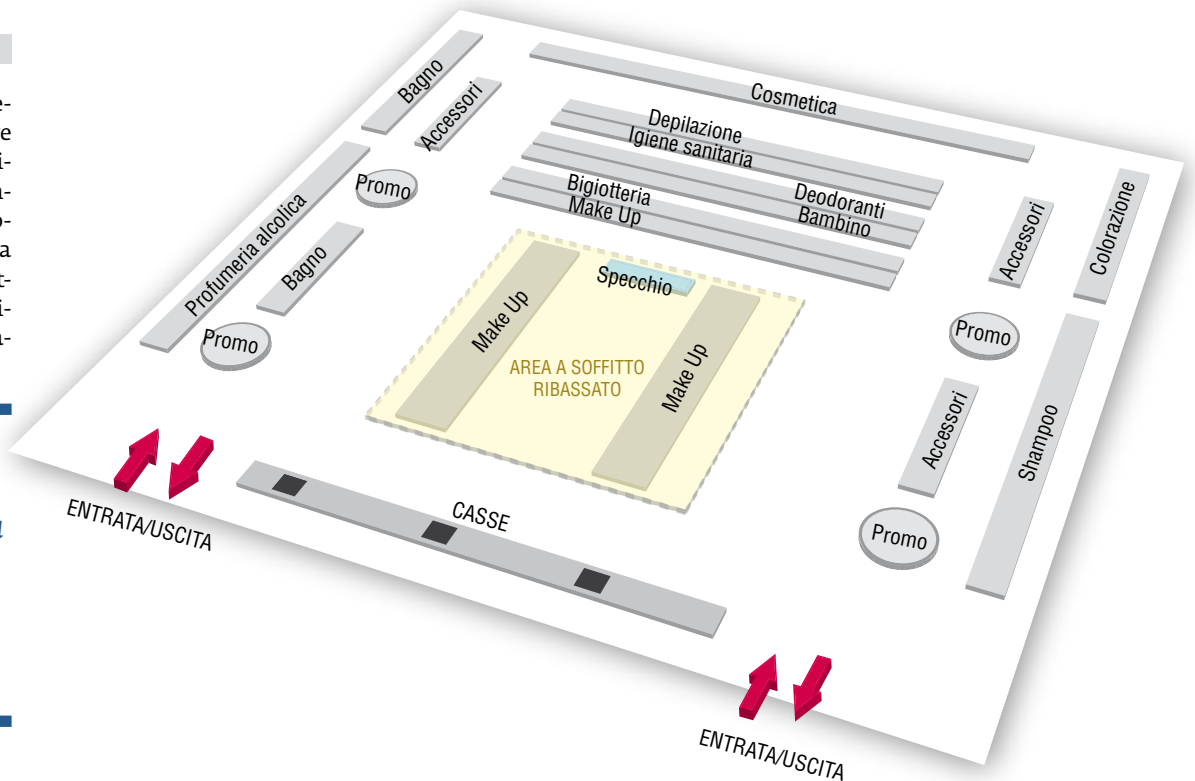 e-
re
i-
a
t-
i-
a-
Bagno
Accessori
Cosmetica
Depilazione
Igiene sanitaria
Bigiotteria
Make Up
Deodoranti
Bambino
Promo
Profumeria alcolica
Bagno
Promo
Specchio
Make Up
AREA A SOFFITTO
RIBASSATO
Make Up
Accessori
Colorazione
Promo
Accessori
Shampoo
Promo
CASSE
ENTRATA/USCITA
ENTRATA/USCITA